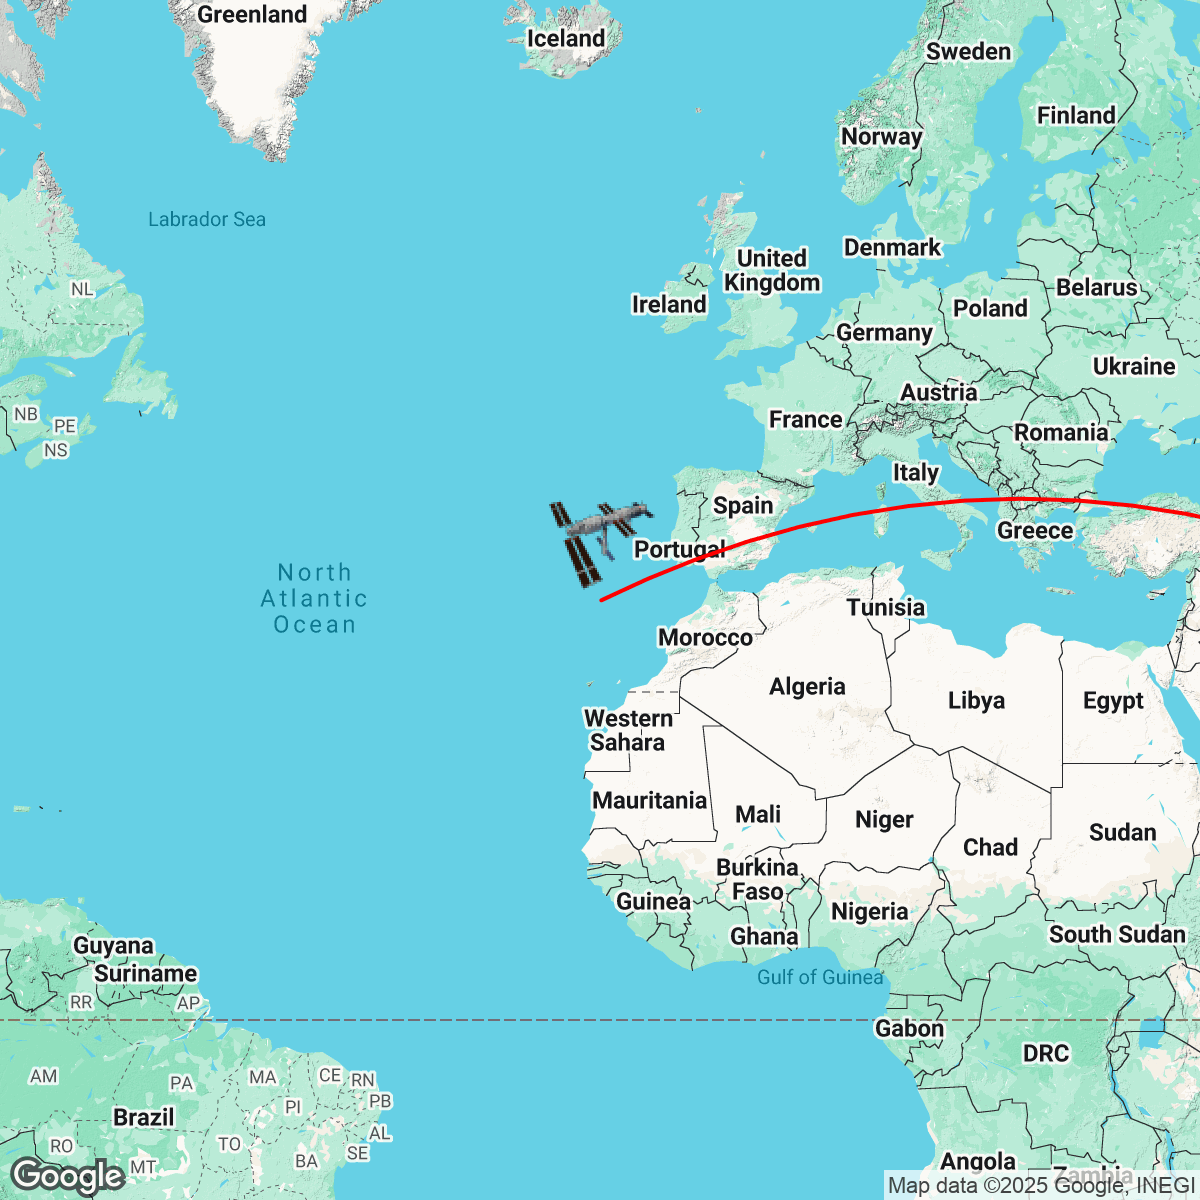 Greenland
Iceland
Sweden
Finland
Norway
Labrador Sea
Denmark
United
Kingdom
NL
Belarus
Ireland
Poland
Germany
Ukraine
Austria
NB
PE
France
Romania
NS
Italy
Spain
Greece
Portugal
North
Atlantic
Ocean
Tunisia
Morocco
Algeria
Libya
Egypt
Western
Sahara
Mauritania
Mali
Niger
Sudan
Chad
Burkina
Faso
Guinea
Nigeria
Ghana
South Sudan
Guyana
Suriname
Gulf of Guinea
RR
AP
Gabon
DRC
AM
PA
MA
CE
RN
PB
PI
Brazil
AL
TO
RO
SE
BA
MT
Angola
Zambia
Google
Map data ©2025 Google, INEGI